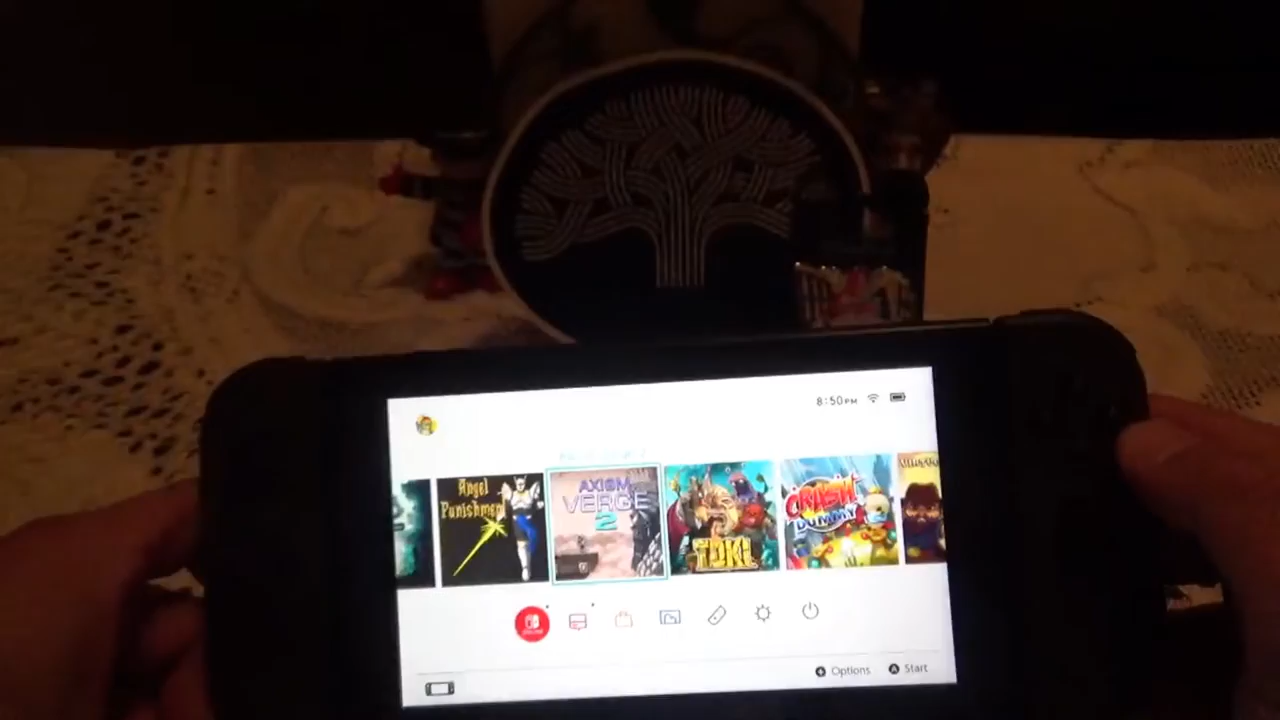 8:50 PM
Angel
Punishment
AXIOM
VERGE
2
TOKI
CRASH
DUMMY
Options
Start